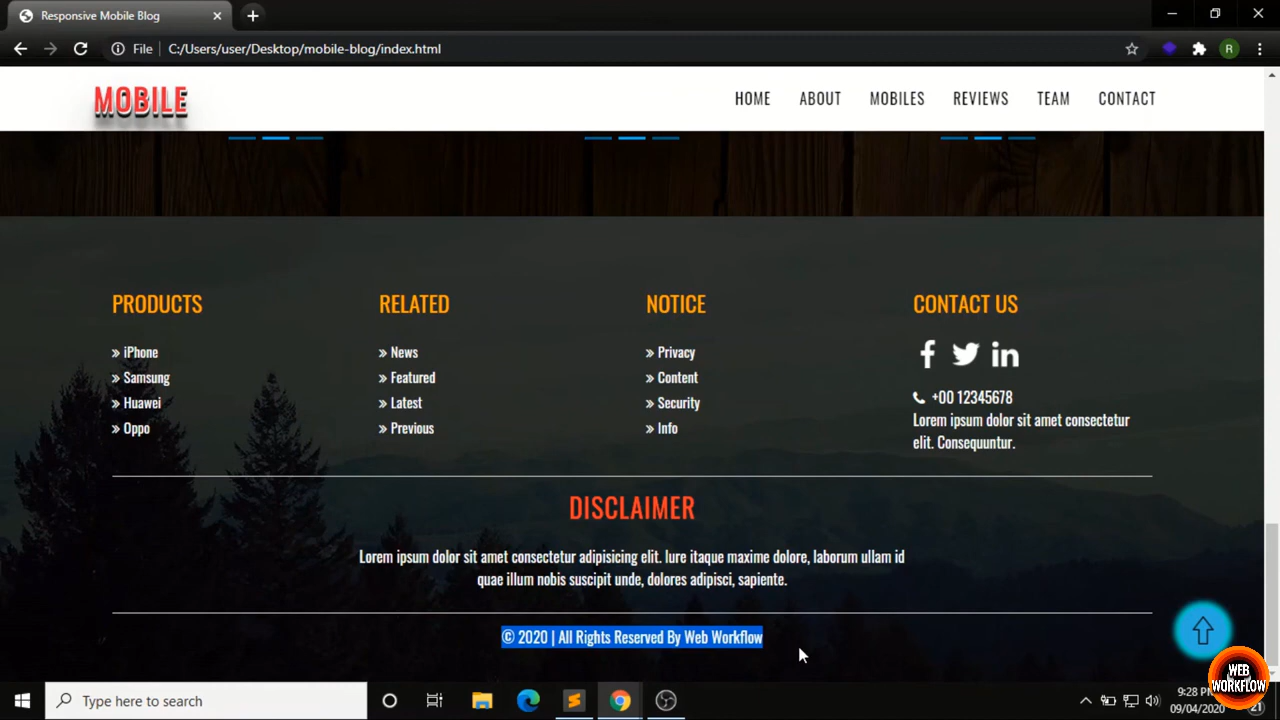 Responsive Mobile Blog
File
C:/Users/user/Desktop/mobile-blog/index.html
R
MOBILE
HOME ABOUT MOBILES REVIEWS TEAM CONTACT
PRODUCTS
iPhone
Samsung
Huawei
Oppo
RELATED
News
Featured
Latest
Previous
NOTICE
Privacy
Content
Security
Info
CONTACT US
+00 12345678
Lorem ipsum dolor sit amet consectetur
elit. Consequuntur.
DISCLAIMER
Lorem ipsum dolor sit amet consectetur adipisicing elit. Iure itaque maxime dolore, laborum ullam id
quae illum nobis suscipit unde, dolores adipisci, sapiente.
© 2020 | All Rights Reserved By Web Workflow
WEB
WORKFLOW
Type here to search
9:28
09/04/2020
21